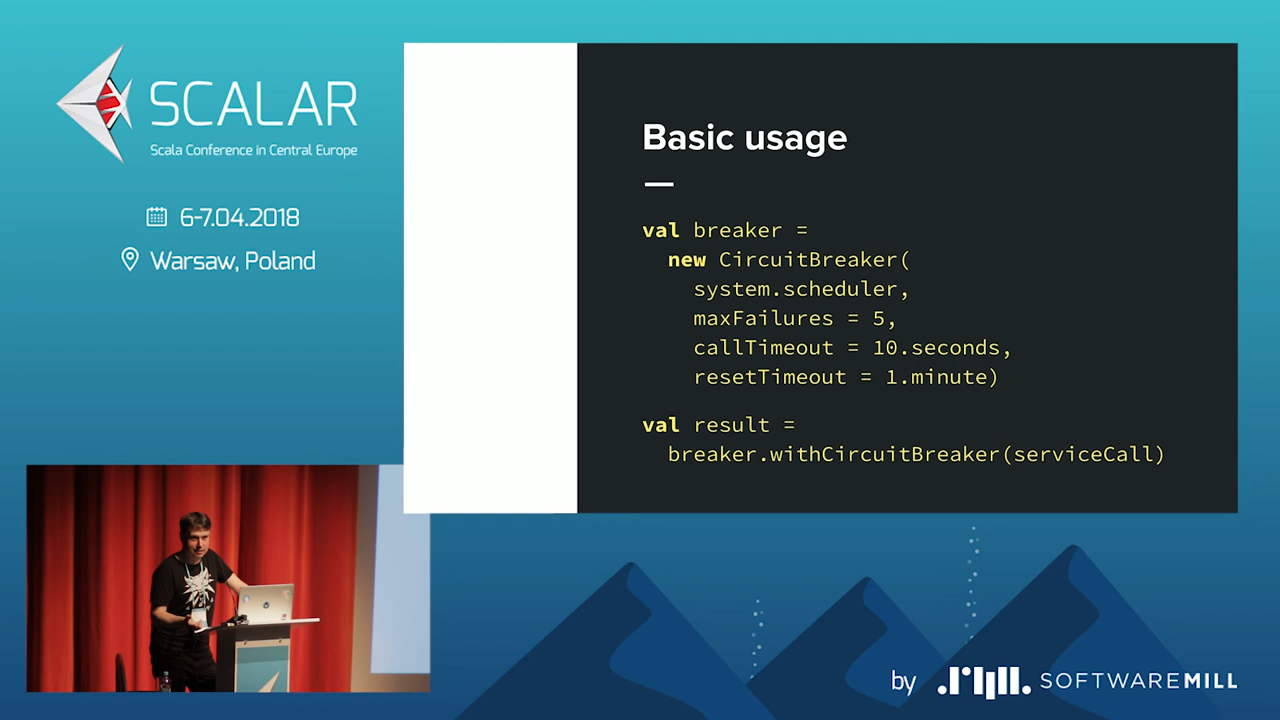 SCALAR
Scala Conference in Central Europe
6-7.04.2018
Warsaw, Poland
Basic usage
val breaker =
new CircuitBreaker(
system.scheduler,
maxFailures = 5,
callTimeout = 10.seconds,
resetTimeout = 1.minute)
val result =
breaker.withCircuitBreaker(serviceCall)
by SOFTWAREMILL